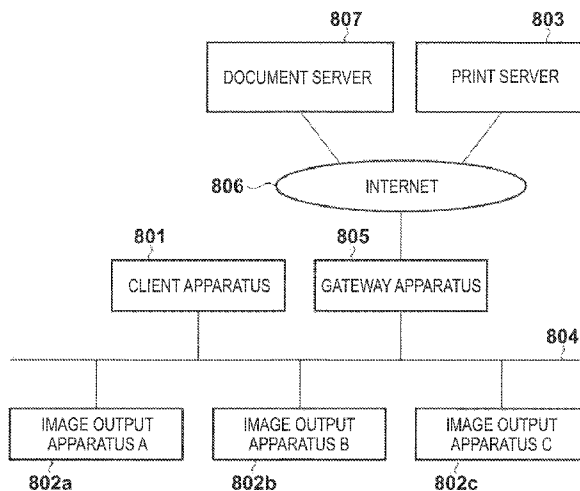 807
803
DOCUMENT SERVER
PRINT SERVER
806
INTERNET
801
805
CLIENT APPARATUS
GATEWAY APPARATUS
804
IMAGE OUTPUT
APPARATUS A
IMAGE OUTPUT
APPARATUS B
IMAGE OUTPUT
APPARATUS C
802a
802b
802c